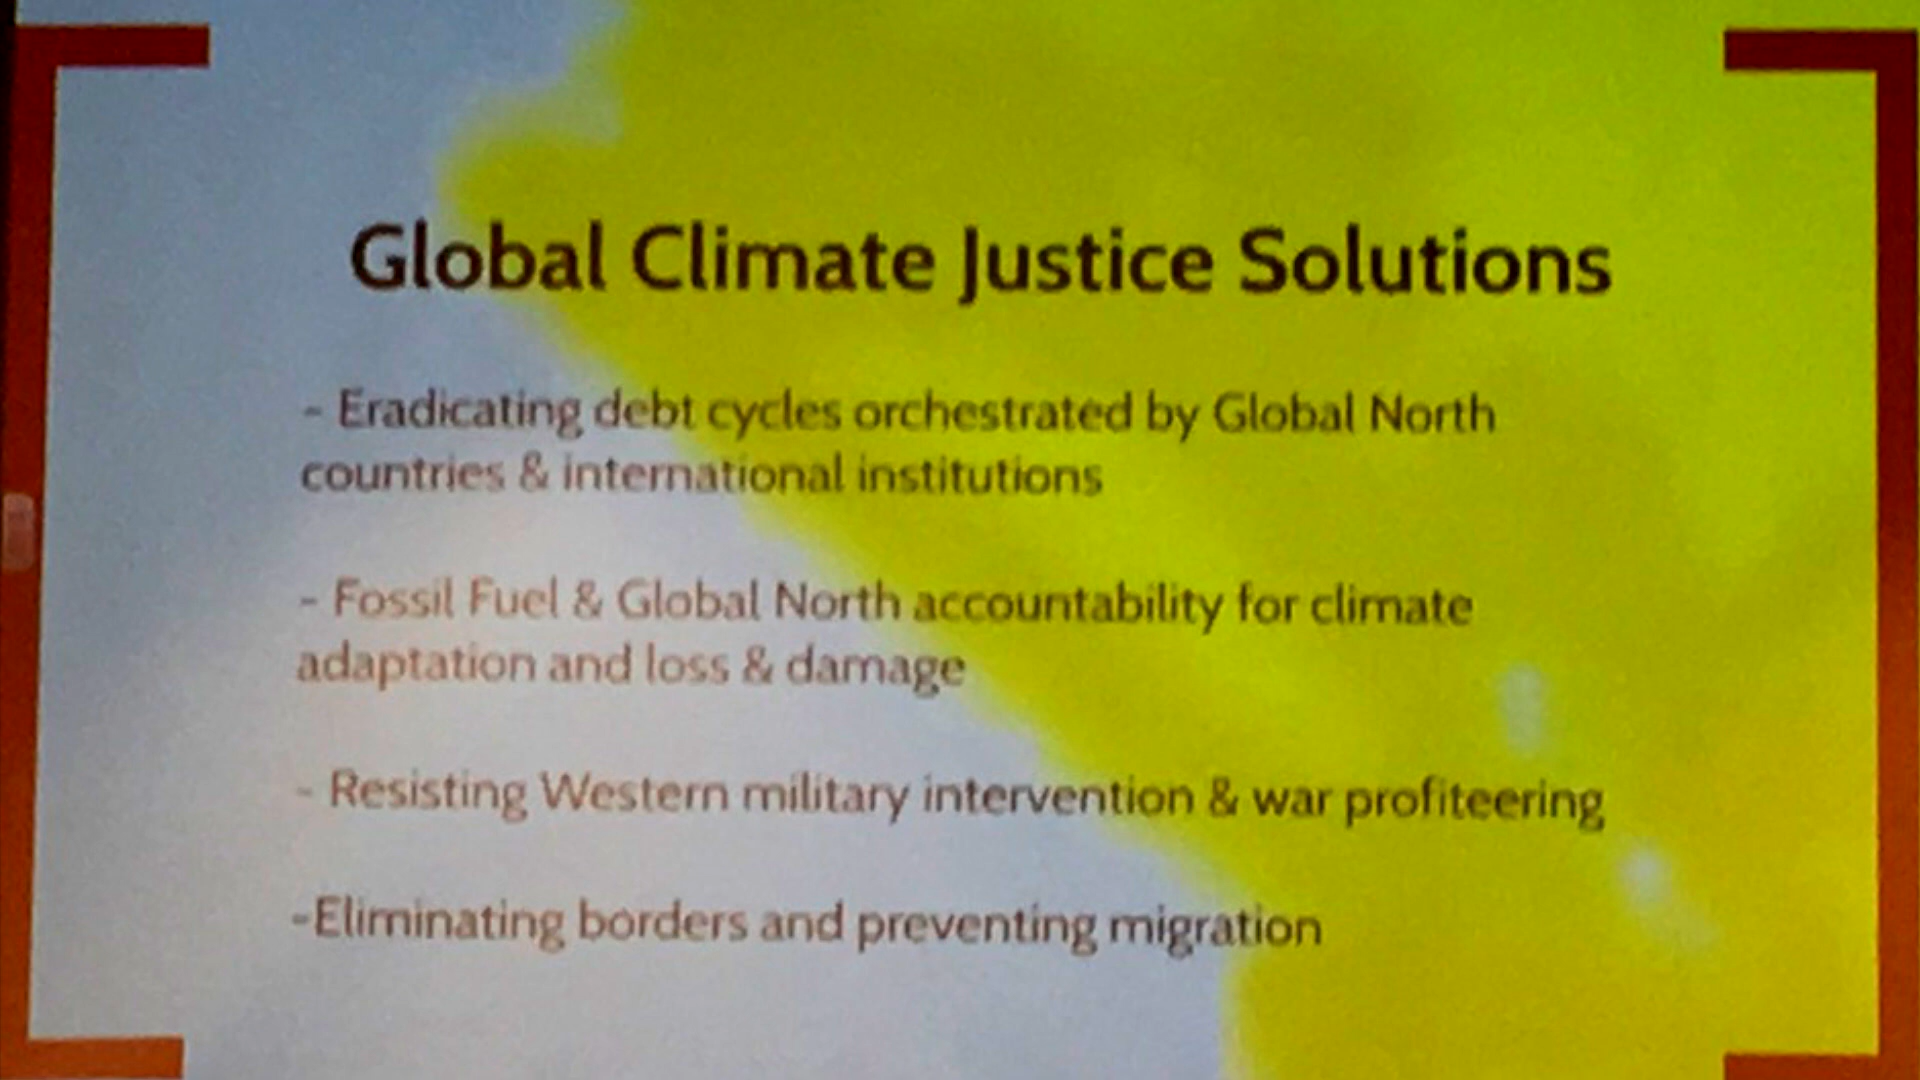 Global Climate Justice Solutions
- Eradicating debt cycles orchestrated by Global North
countries & international institutions
- Fossil Fuel & Global North accountability for climate
adaptation and loss & damage
- Resisting Western military intervention & war profiteering
-Eliminating borders and preventing migration